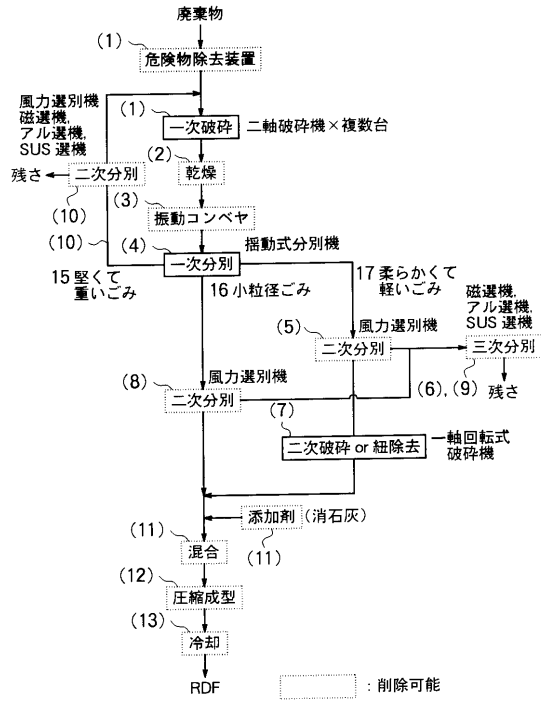 廃棄物
(1)
危険物除去装置
風力選別機
磁選機,
アル選機,
SUS 選機
(1)
一次破砕
二軸破砕機×複数台
(2)
乾燥
残さ
二次分別
(10)
(3)
振動コンベヤ
(10)
(4)
一次分別
揺動式分別機
15 堅くて
重いごみ
16 小粒径ごみ
17 柔らかくて
軽いごみ
磁選機,
アル選機,
SUS 選機
(5)
風力選別機
二次分別
三次分別
(6), (9)
残さ
(8)
風力選別機
二次分別
(7)
二次破砕 or 紐除去
一軸回転式
破砕機
添加剤
(消石灰)
(11)
(11)
混合
(12)
圧縮成型
(13)
冷却
RDF
：削除可能